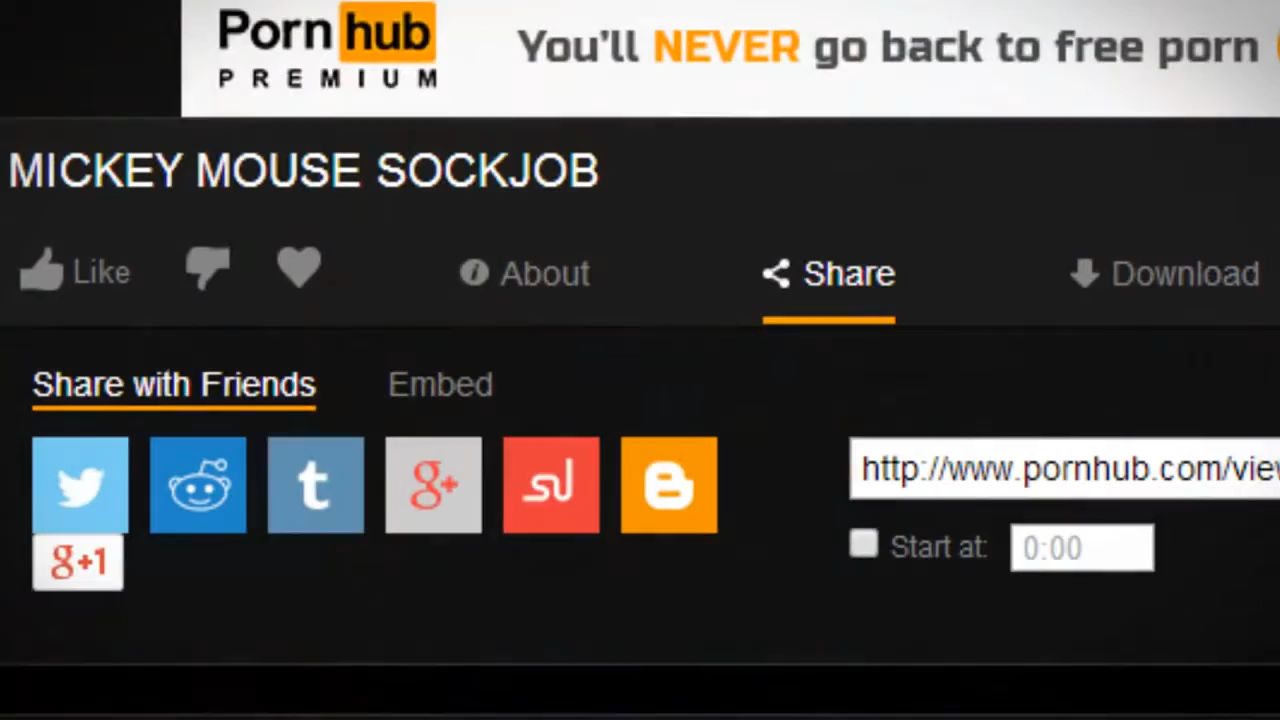 Porn hub
PREMIUM
You'll NEVER go back to free porn
MICKEY MOUSE SOCKJOB
Like
About
Share
Download
Share with Friends
Embed
t
g+
su
B
http://www.pornhub.com/view
g+1
Start at:
0:00